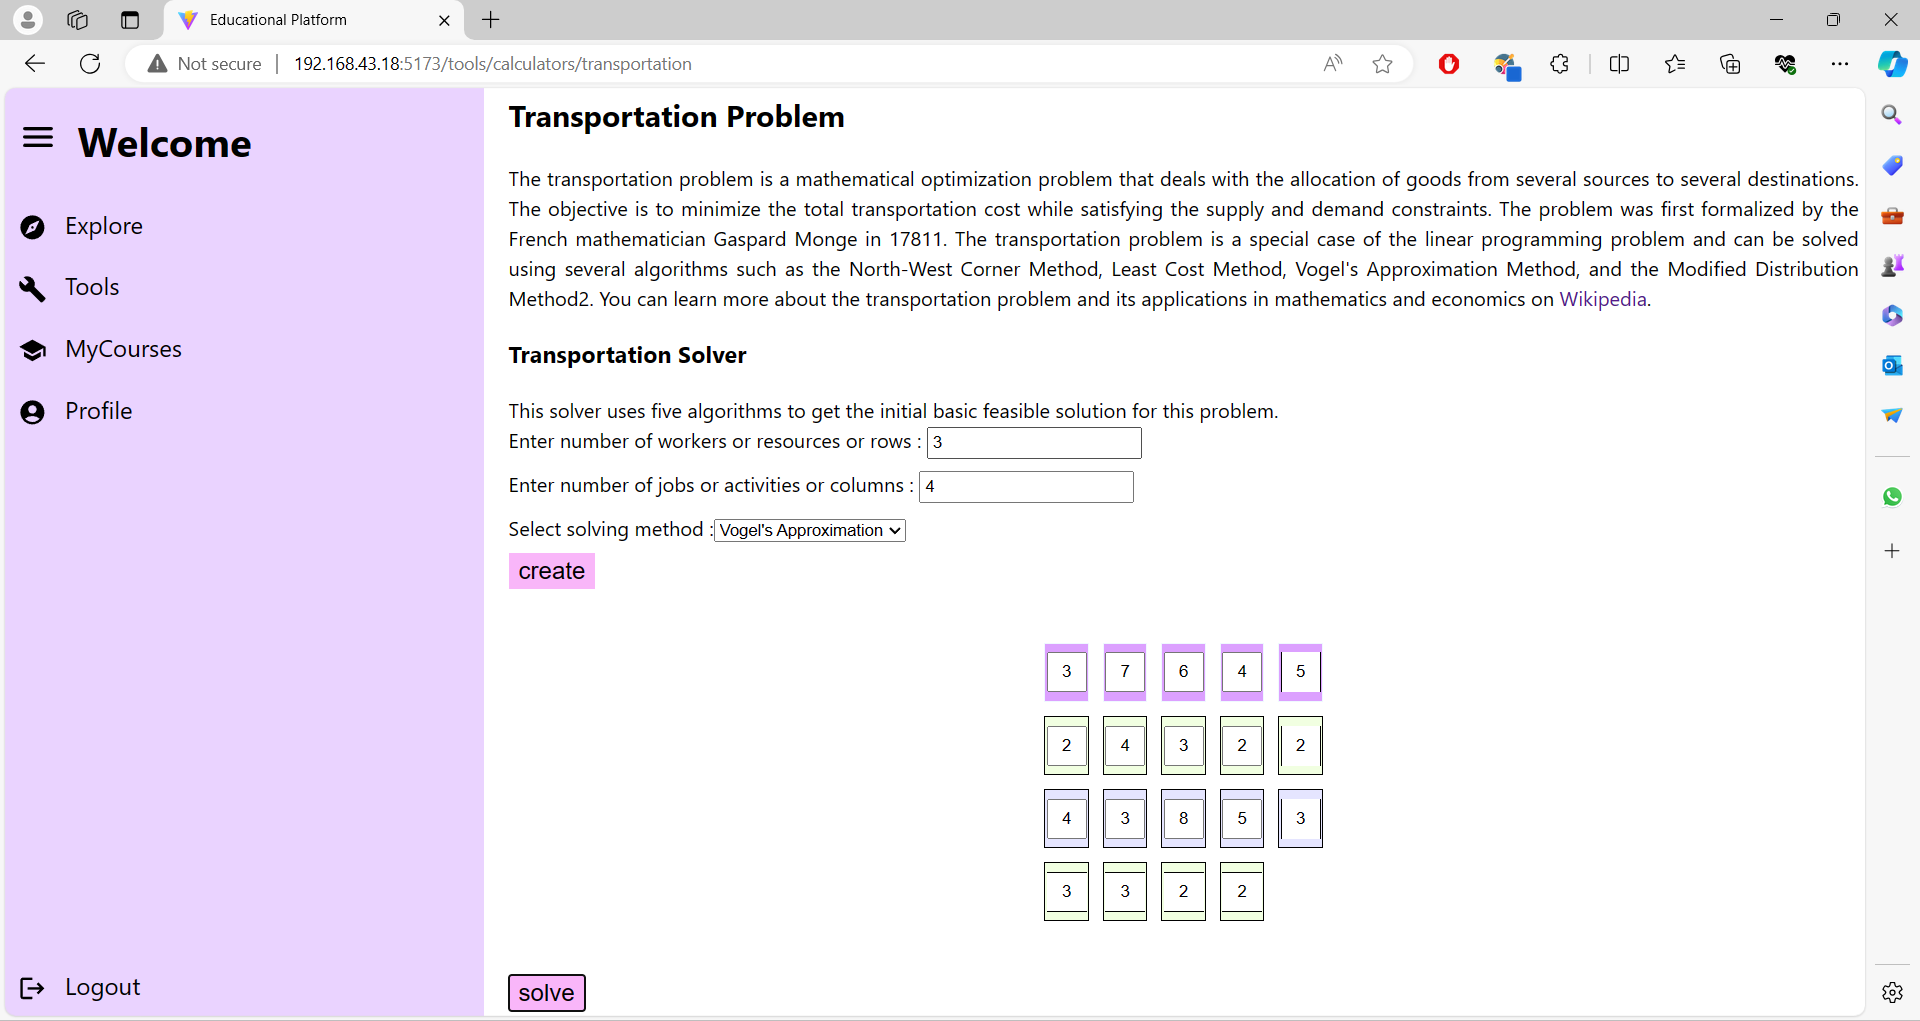 Educational Platform
Not secure 192.168.43.18:5173/tools/calculators/transportation
Welcome
Explore
Tools
MyCourses
Profile
Logout
Transportation Problem
The transportation problem is a mathematical optimization problem that deals with the allocation of goods from several sources to several destinations.
The objective is to minimize the total transportation cost while satisfying the supply and demand constraints. The problem was first formalized by the
French mathematician Gaspard Monge in 17811. The transportation problem is a special case of the linear programming problem and can be solved
using several algorithms such as the North-West Corner Method, Least Cost Method, Vogel's Approximation Method, and the Modified Distribution
Method2. You can learn more about the transportation problem and its applications in mathematics and economics on Wikipedia.
Transportation Solver
This solver uses five algorithms to get the initial basic feasible solution for this problem.
Enter number of workers or resources or rows : 3
Enter number of jobs or activities or columns : 4
Select solving method : Vogel's Approximation
create
3 7 6 4 5
2 4 3 2 2
4 3 8 5 3
3 3 2 2
solve